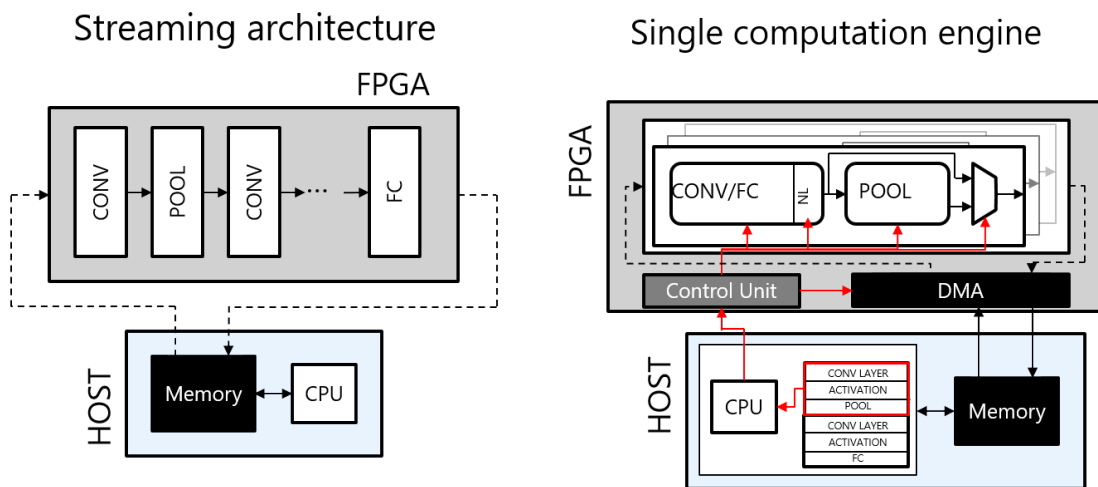 Streaming architecture
FPGA
CONV
POOL
CONV
...
FC
HOST
Memory
CPU
Single computation engine
FPGA
CONV/FC
NL
POOL
Control Unit
DMA
HOST
CPU
CONV LAYER
ACTIVATION
POOL
CONV LAYER
ACTIVATION
FC
Memory